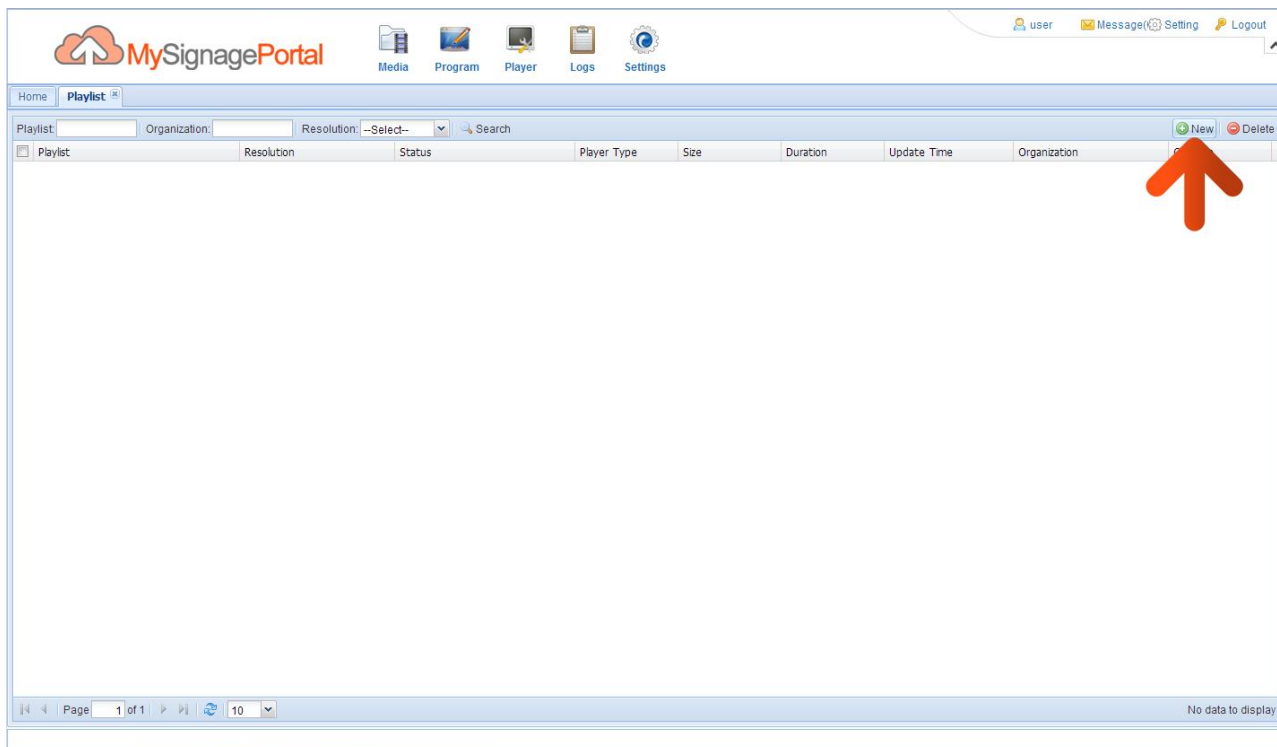 user Message( Setting Logout
MySignagePortal
Media Program Player Logs Settings
Home Playlist
Playlist: Organization: Resolution: --Select-- Search New Delete
Playlist Resolution Status Player Type Size Duration Update Time Organization
Page 1 of 1 10 No data to display